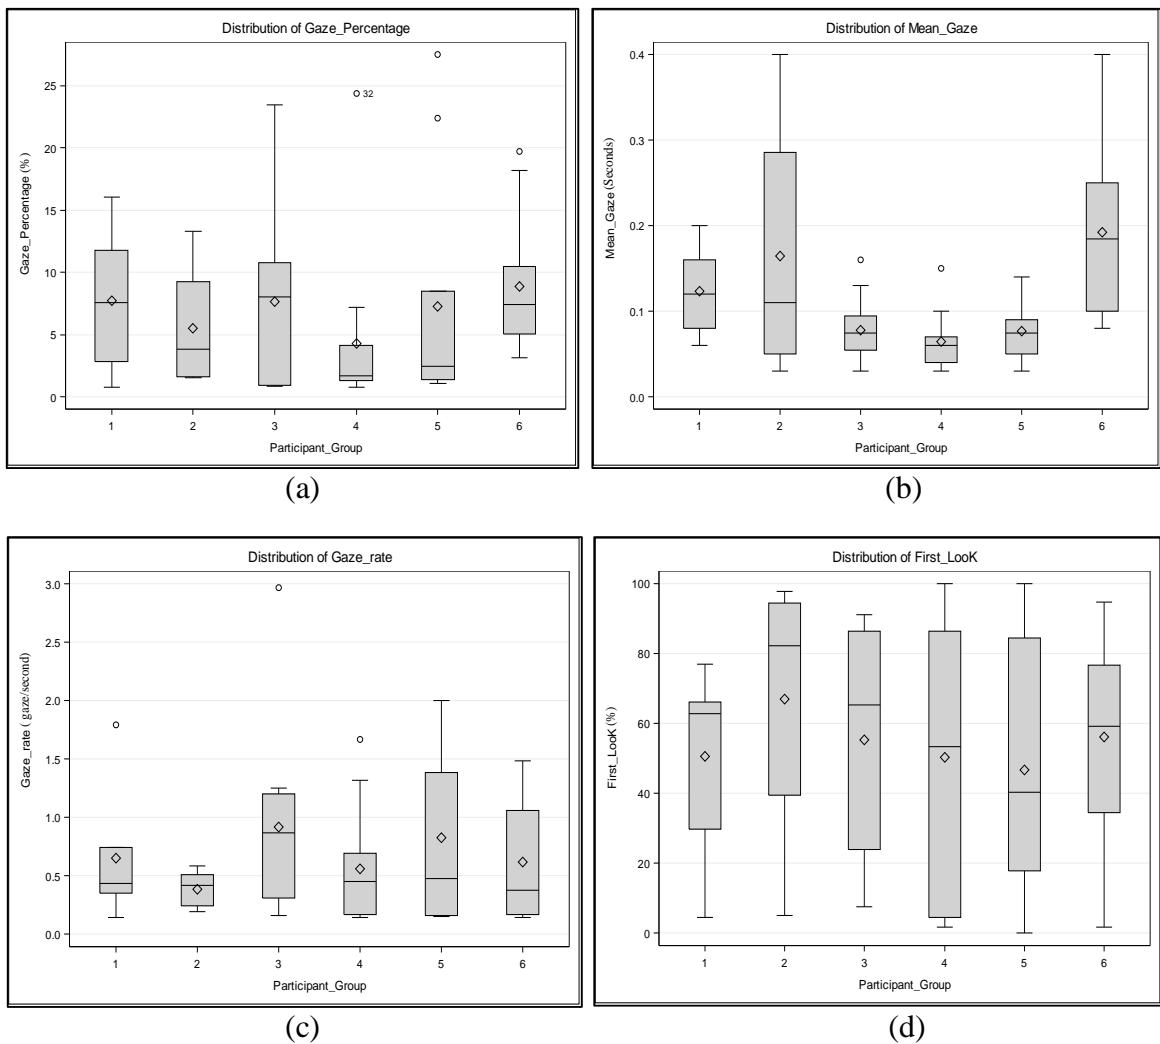 Distribution of Gaze_Percentage
Gaze_Percentage (%)
25
20
15
10
5
0
32
1 2 3 4 5 6
Participant_Group
(a)
Distribution of Mean_Gaze
Mean_Gaze (Seconds)
0.4
0.3
0.2
0.1
0.0
1 2 3 4 5 6
Participant_Group
(b)
Distribution of Gaze_rate
Gaze_rate ( gaze/second)
3.0
2.5
2.0
1.5
1.0
0.5
0.0
1 2 3 4 5 6
Participant_Group
(c)
Distribution of First_LooK
First_LooK (%)
100
80
60
40
20
0
1 2 3 4 5 6
Participant_Group
(d)